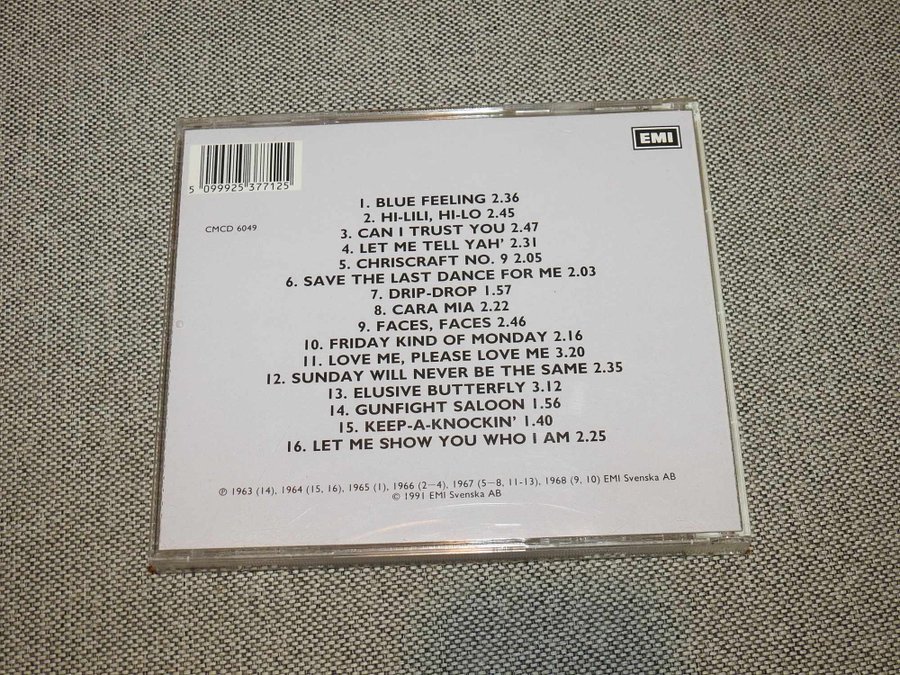 EMI
5 099925 377125
CMCD 6049
1. BLUE FEELING 2.36
2. HI-LILI, HI-LO 2.45
3. CAN I TRUST YOU 2.47
4. LET ME TELL YAH' 2.31
5. CHRISCRAFT NO. 9 2.05
6. SAVE THE LAST DANCE FOR ME 2.03
7. DRIP-DROP 1.57
8. CARA MIA 2.22
9. FACES, FACES 2.46
10. FRIDAY KIND OF MONDAY 2.16
11. LOVE ME, PLEASE LOVE ME 3.20
12. SUNDAY WILL NEVER BE THE SAME 2.35
13. ELUSIVE BUTTERFLY 3.12
14. GUNFIGHT SALOON 1.56
15. KEEP-A-KNOCKIN' 1.40
16. LET ME SHOW YOU WHO I AM 2.25
℗ 1963 (14), 1964 (15, 16), 1965 (1), 1966 (2–4), 1967 (5–8, 11-13), 1968 (9, 10) EMI Svenska AB
© 1991 EMI Svenska AB